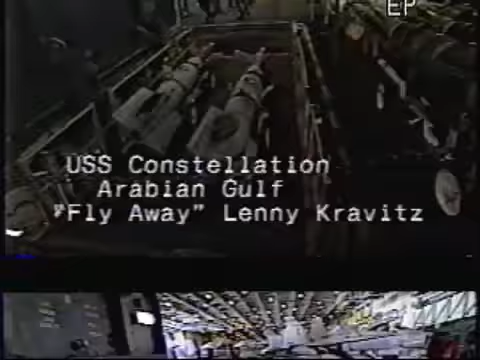 EP
USS Constellation
Arabian Gulf
"Fly Away" Lenny Kravitz